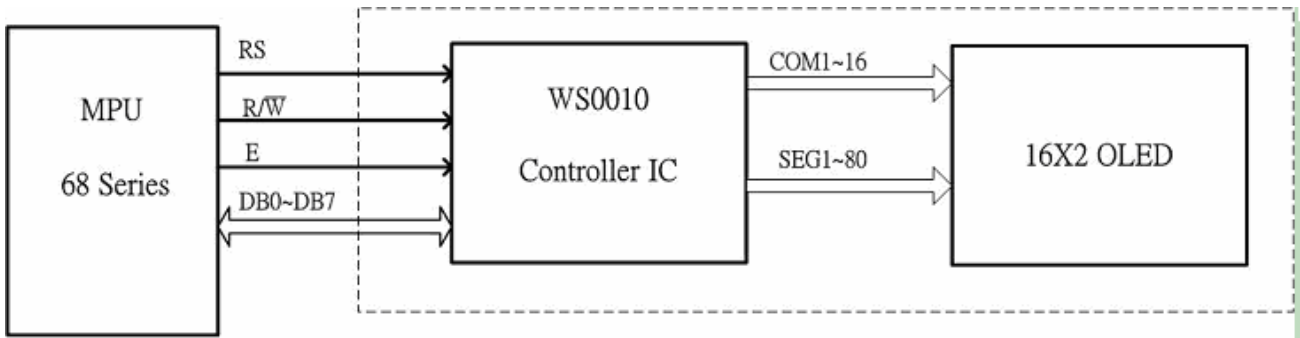 MPU
68 Series
RS
R/W̅
E
DB0~DB7
WS0010
Controller IC
COM1~16
SEG1~80
16X2 OLED